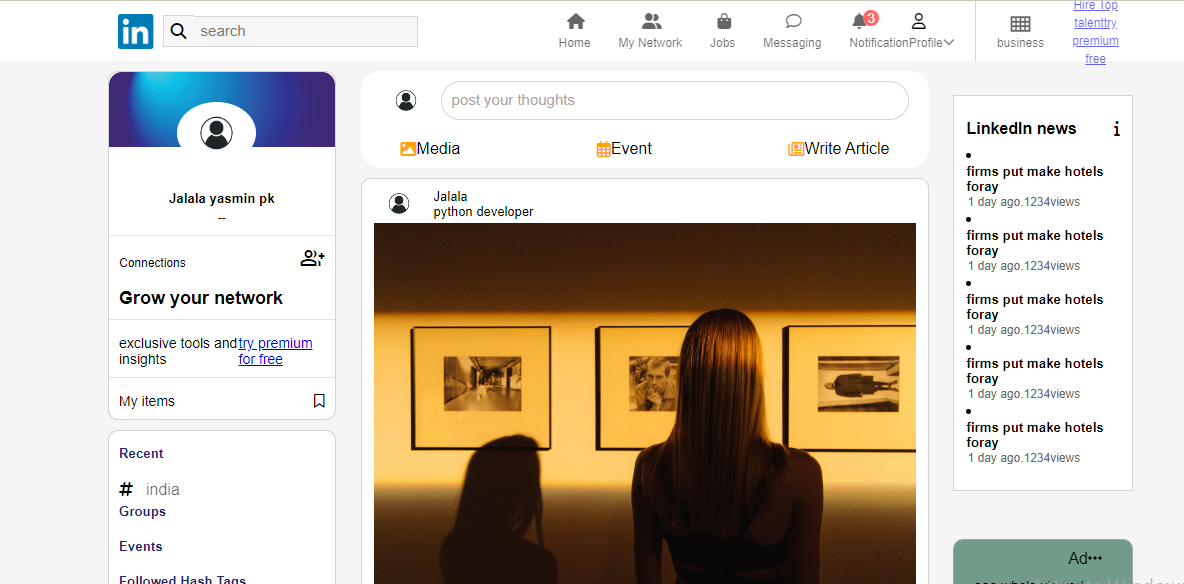 in
search
Home
My Network
Jobs
Messaging
3
Notification
Profile
business
Hire Top
talenttry
premium
free
Jalala yasmin pk
--
Connections
Grow your network
exclusive tools and try premium
insights for free
My items
Recent
# india
Groups
Events
Followed Hash Tags
post your thoughts
Media
Event
Write Article
Jalala
python developer
LinkedIn news
firms put make hotels
foray
1 day ago.1234views
firms put make hotels
foray
1 day ago.1234views
firms put make hotels
foray
1 day ago.1234views
firms put make hotels
foray
1 day ago.1234views
firms put make hotels
foray
1 day ago.1234views
Ad•••